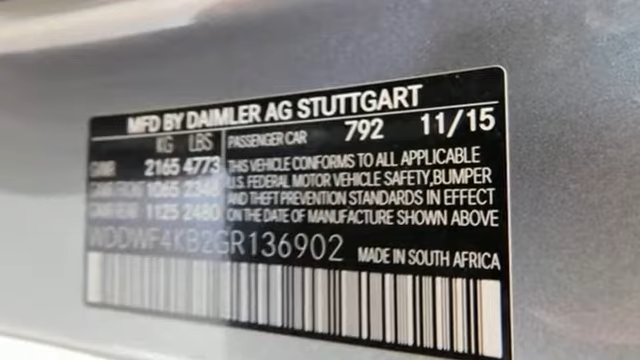 MFD BY DAIMLER AG STUTTGART
KG LBS PASSENGER CAR 792 11/15
GAWR 2165 4773 THIS VEHICLE CONFORMS TO ALL APPLICABLE
GAWR FRONT 1065 2348 U.S. FEDERAL MOTOR VEHICLE SAFETY, BUMPER
GAWR REAR 1125 2480 AND THEFT PREVENTION STANDARDS IN EFFECT
ON THE DATE OF MANUFACTURE SHOWN ABOVE
WDDWF4KB2GR136902 MADE IN SOUTH AFRICA